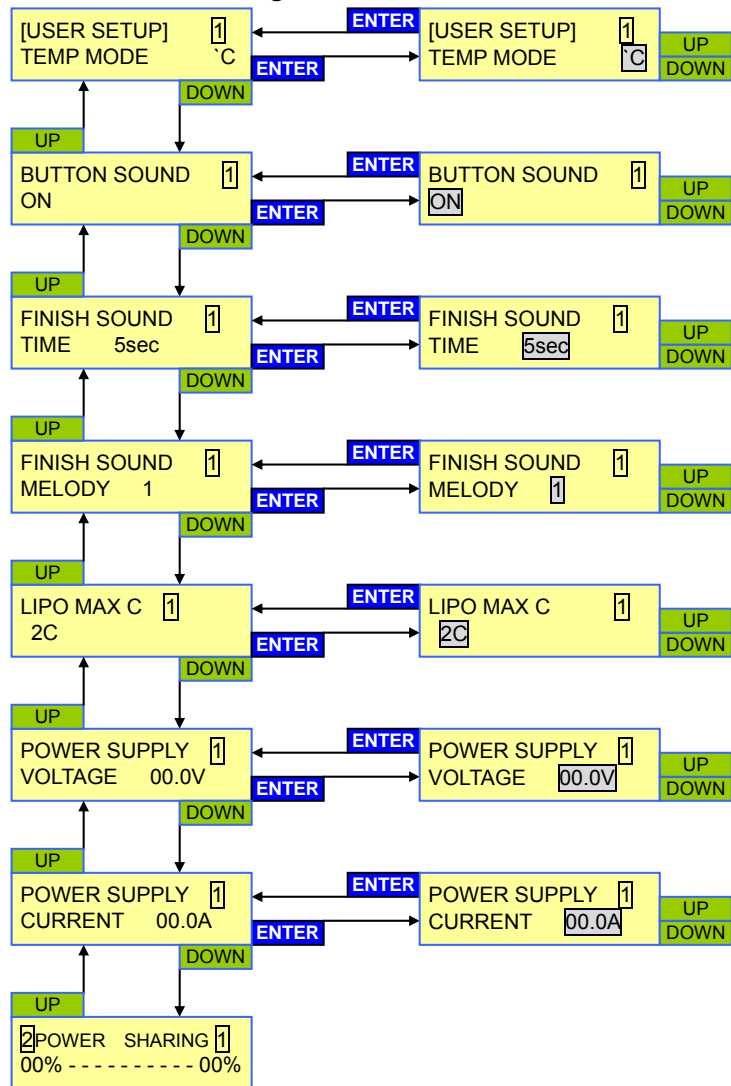 ENTER
[USER SETUP] 1
TEMP MODE `C
ENTER
[USER SETUP] 1
TEMP MODE `C
UP
DOWN
DOWN
UP
BUTTON SOUND 1
ON
ENTER
ENTER
BUTTON SOUND 1
ON
UP
DOWN
DOWN
UP
FINISH SOUND 1
TIME 5sec
ENTER
ENTER
FINISH SOUND 1
TIME 5sec
UP
DOWN
DOWN
UP
FINISH SOUND 1
MELODY 1
ENTER
ENTER
FINISH SOUND 1
MELODY 1
UP
DOWN
DOWN
UP
LIPO MAX C 1
2C
ENTER
ENTER
LIPO MAX C 1
2C
UP
DOWN
DOWN
UP
POWER SUPPLY 1
VOLTAGE 00.0V
ENTER
ENTER
POWER SUPPLY 1
VOLTAGE 00.0V
UP
DOWN
DOWN
UP
POWER SUPPLY 1
CURRENT 00.0A
ENTER
ENTER
POWER SUPPLY 1
CURRENT 00.0A
UP
DOWN
DOWN
UP
2POWER SHARING 1
00% - - - - - - - - - - 00%